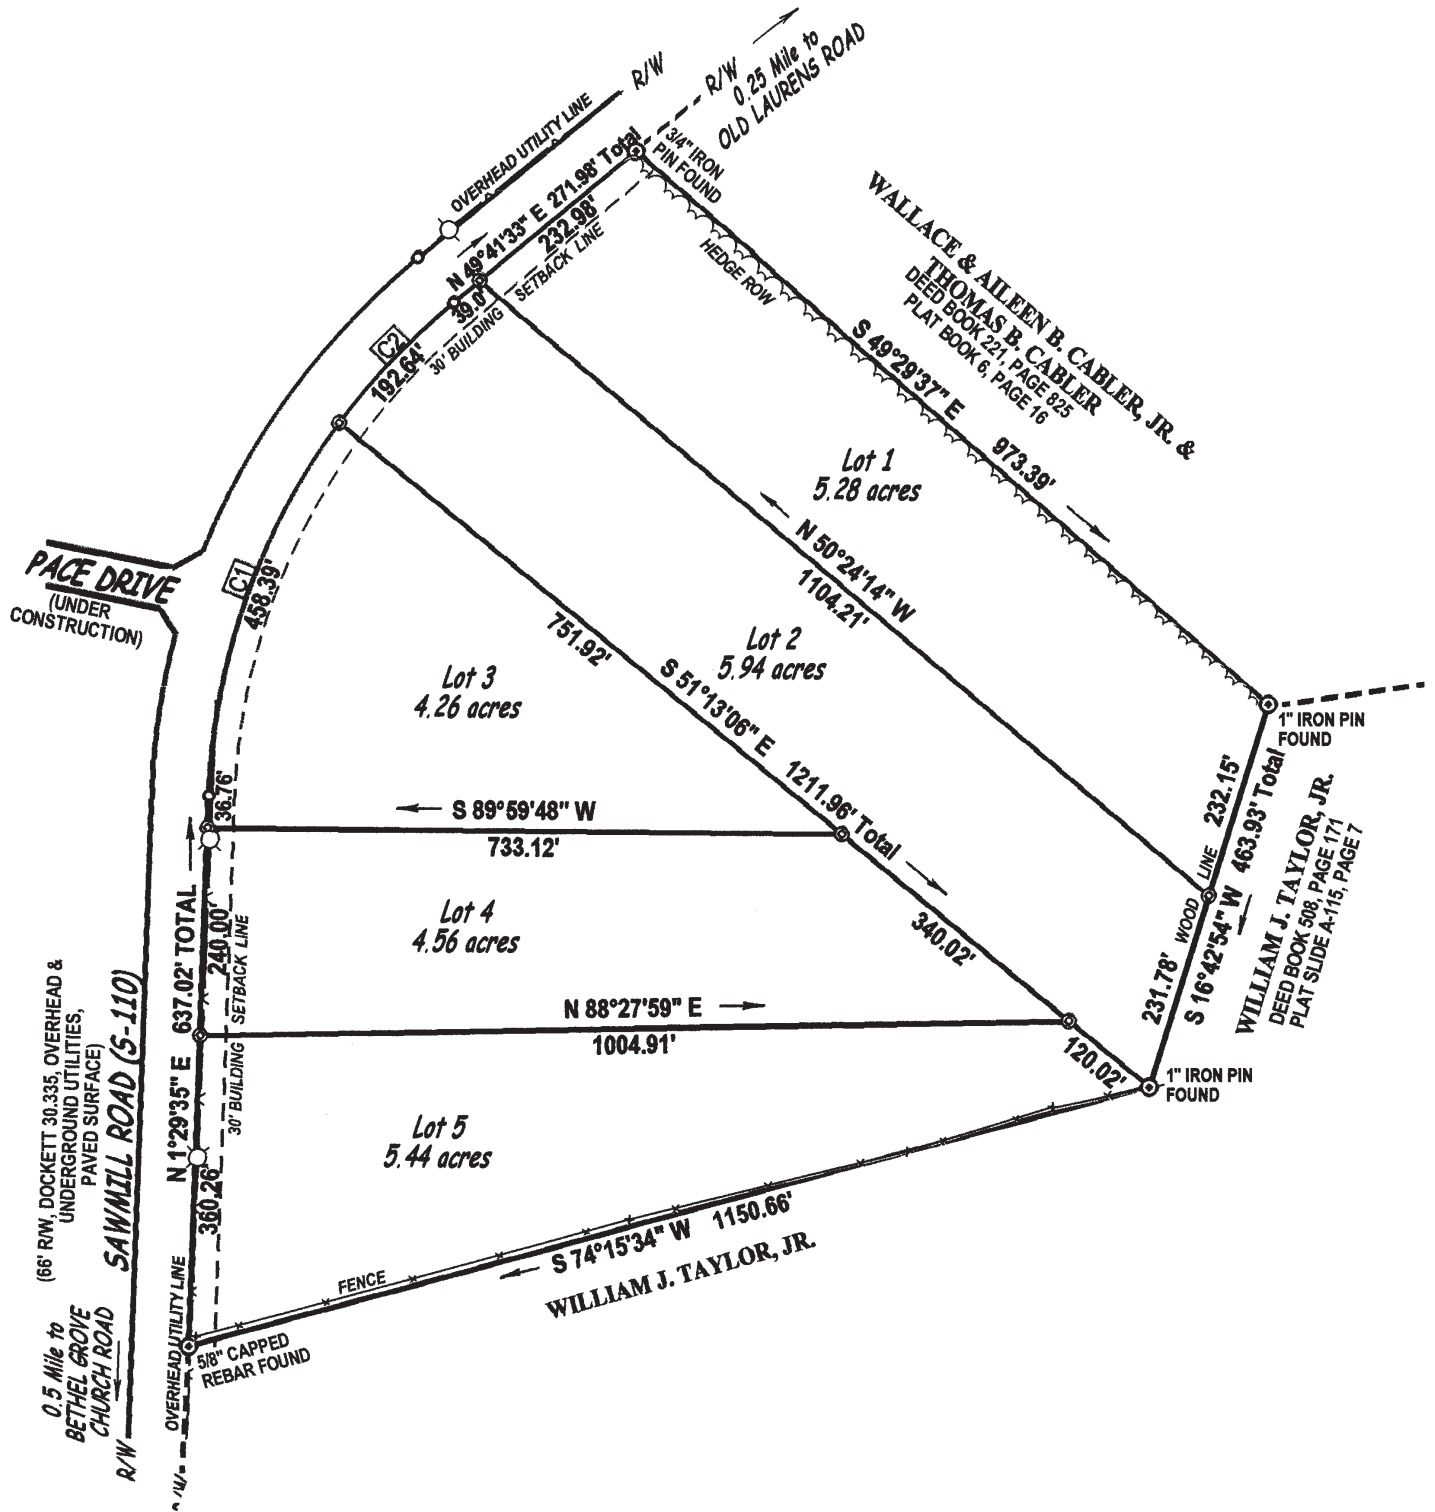 R/W
R/W
0.25 Mile to
OLD LAURENS ROAD
OVERHEAD UTILITY LINE
3/4" IRON
PIN FOUND
N 49°41'33" E 271.98' Total
232.98'
39.0'
30' BUILDING SETBACK LINE
HEDGE ROW
WALLACE & AILEEN B. CABLER, JR. &
THOMAS B. CABLER
DEED BOOK 221, PAGE 825
PLAT BOOK 6, PAGE 16
S 49°29'37" E 973.39'
C2
192.64'
Lot 1
5.28 acres
N 50°24'14" W
1104.21'
PACE DRIVE
(UNDER
CONSTRUCTION)
C1
458.39'
Lot 2
5.94 acres
751.92'
S 51°13'06" E 1211.96' Total
Lot 3
4.26 acres
1" IRON PIN
FOUND
232.15'
463.93' Total
WOOD LINE
S 16°42'54" W
231.78'
WILLIAM J. TAYLOR, JR.
DEED BOOK 508, PAGE 171
PLAT SLIDE A-115, PAGE 7
36.76'
S 89°59'48" W
733.12'
Lot 4
4.56 acres
340.02'
N 1°29'35" E 637.02' TOTAL
240.00'
30' BUILDING SETBACK LINE
N 88°27'59" E
1004.91'
120.02'
1" IRON PIN
FOUND
(66' R/W, DOCKETT 30.335, OVERHEAD &
UNDERGROUND UTILITIES,
PAVED SURFACE)
SAWMILL ROAD (S-110)
Lot 5
5.44 acres
360.26'
S 74°15'34" W 1150.66'
WILLIAM J. TAYLOR, JR.
FENCE
5/8" CAPPED
REBAR FOUND
OVERHEAD UTILITY LINE
0.5 Mile to
BETHEL GROVE
CHURCH ROAD
R/W